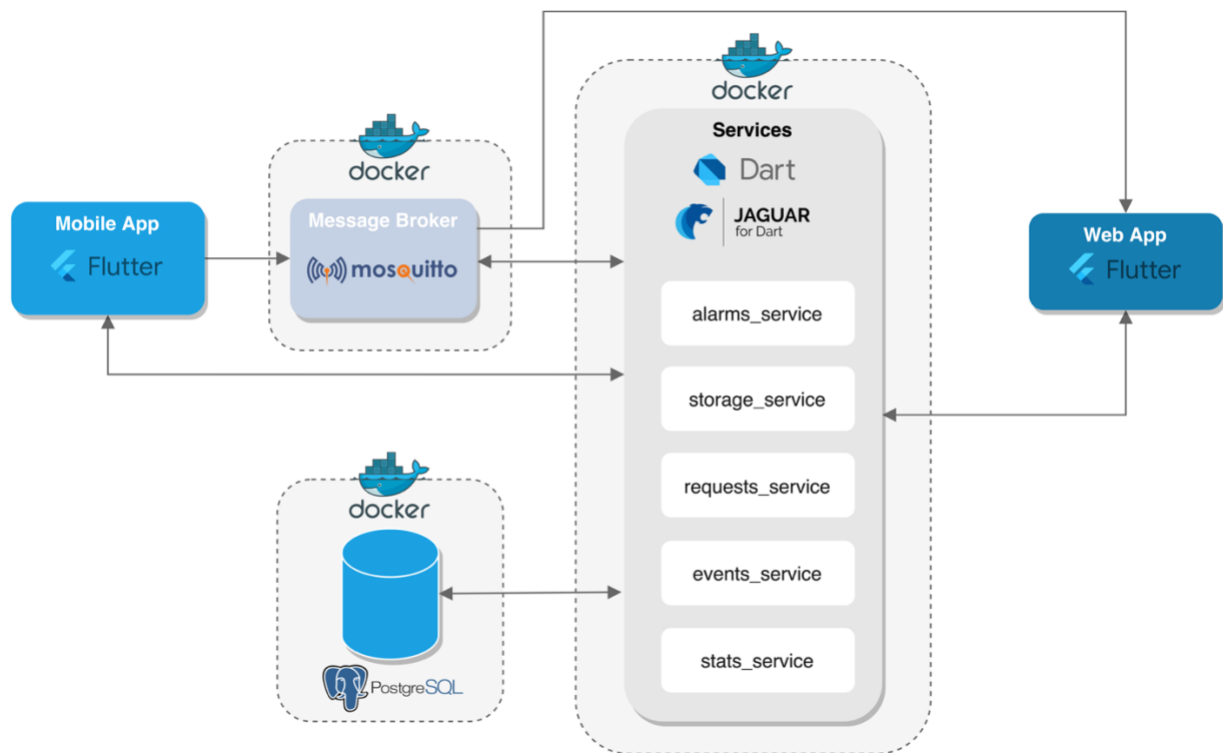 docker
Services
Dart
JAGUAR
for Dart
docker
Message Broker
mosquitto
Mobile App
Flutter
Web App
Flutter
alarms_service
storage_service
requests_service
events_service
stats_service
docker
PostgreSQL